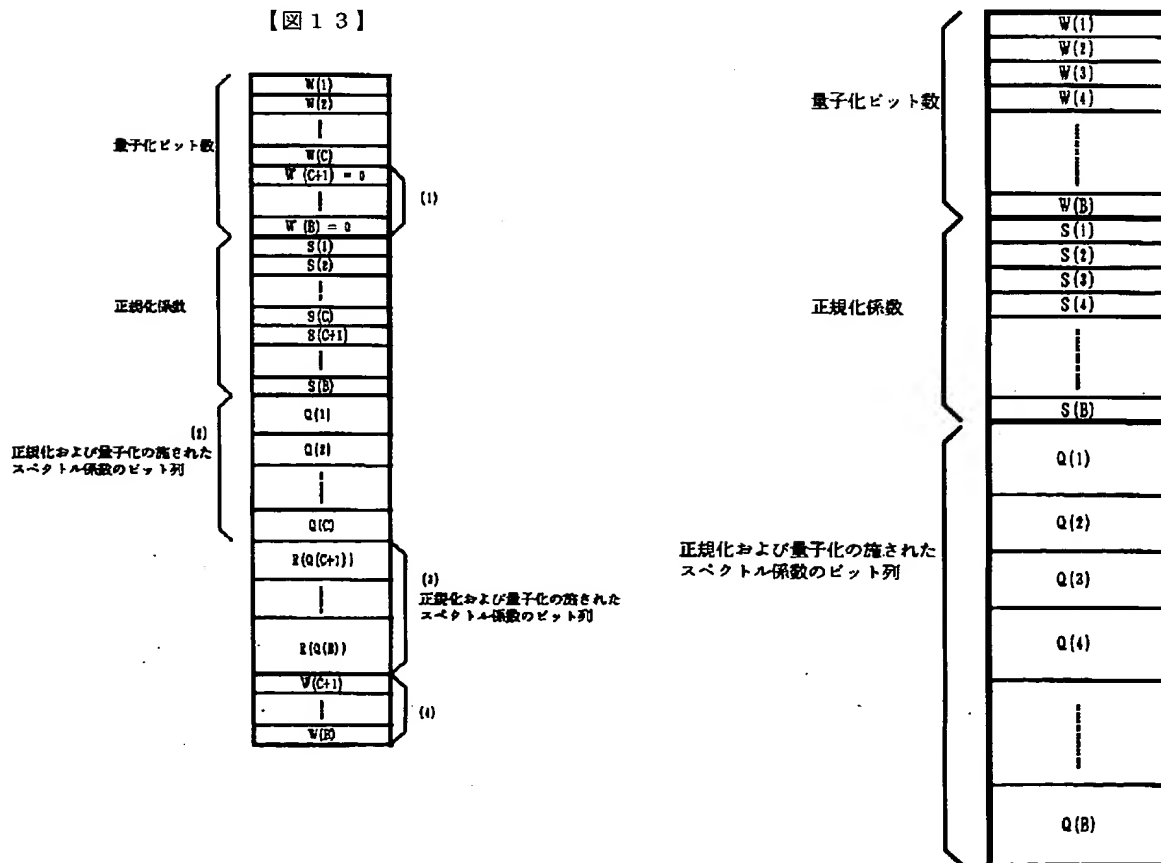 【図１３】
量子化ビット数
W(1)
W(2)
W(C)
W (C+1) = 0
W (B) = 0
(1)
正規化係数
S(1)
S(2)
S(C)
S(C+1)
S(B)
(2)
正規化および量子化の施された
スペクトル係数のビット列
Q(1)
Q(2)
Q(C)
R(Q(C+1))
R(Q(B))
(3)
正規化および量子化の施された
スペクトル係数のビット列
W(C+1)
W(B)
(4)
量子化ビット数
W(1)
W(2)
W(3)
W(4)
W(B)
正規化係数
S(1)
S(2)
S(3)
S(4)
S(B)
正規化および量子化の施された
スペクトル係数のビット列
Q(1)
Q(2)
Q(3)
Q(4)
Q(B)